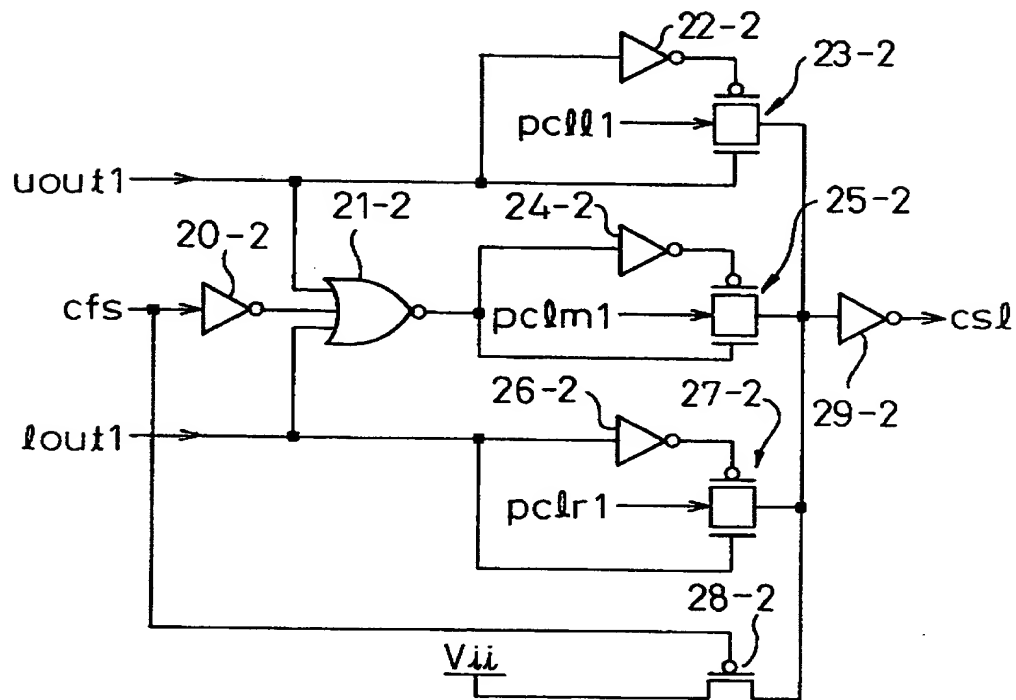 22-2
23-2
pcℓℓ1
uout1
21-2
24-2
25-2
20-2
cfs
pcℓm1
csℓ
26-2
27-2
29-2
ℓout1
pcℓr1
28-2
Vii